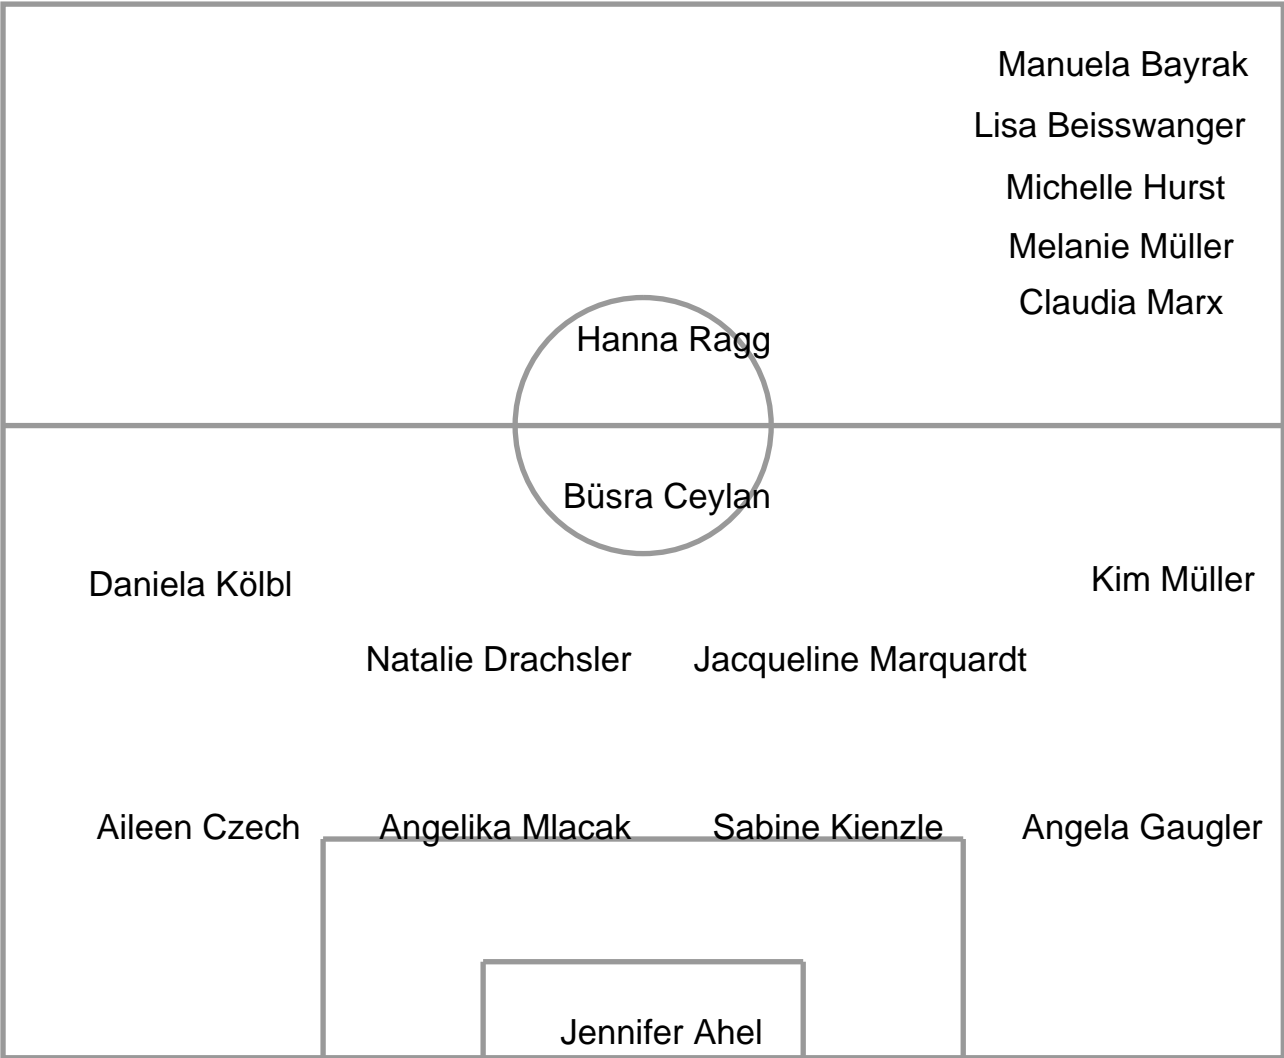 Manuela Bayrak
Lisa Beisswanger
Michelle Hurst
Melanie Müller
Claudia Marx
Hanna Ragg
Büsra Ceylan
Daniela Kölbl
Kim Müller
Natalie Drachsler
Jacqueline Marquardt
Aileen Czech
Angelika Mlacak
Sabine Kienzle
Angela Gaugler
Jennifer Ahel